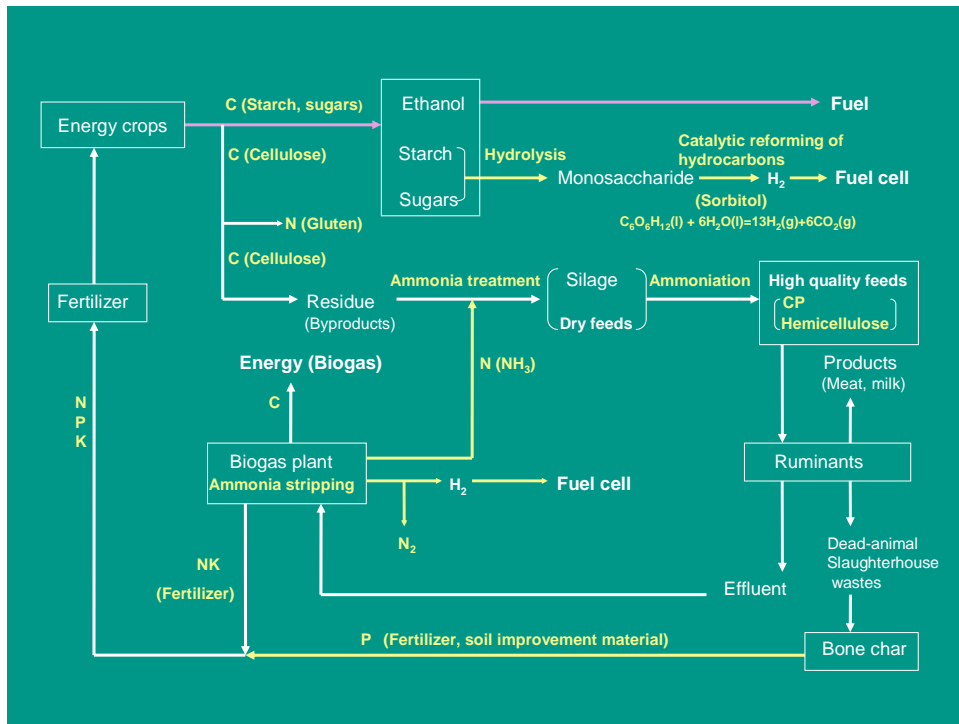 C (Starch, sugars)
Ethanol
Fuel
Energy crops
Catalytic reforming of
hydrocarbons
C (Cellulose)
Starch
Hydrolysis
Monosaccharide
H2
Fuel cell
Sugars
(Sorbitol)
C6O6H12(l) + 6H2O(l)=13H2(g)+6CO2(g)
N (Gluten)
C (Cellulose)
Ammonia treatment
Silage
Ammoniation
High quality feeds
CP
Hemicellulose
Fertilizer
Residue
(Byproducts)
Dry feeds
Energy (Biogas)
N (NH3)
Products
(Meat, milk)
C
N
P
K
Biogas plant
Ammonia stripping
H2
Fuel cell
Ruminants
N2
Dead-animal
Slaughterhouse
wastes
NK
(Fertilizer)
Effluent
P (Fertilizer, soil improvement material)
Bone char